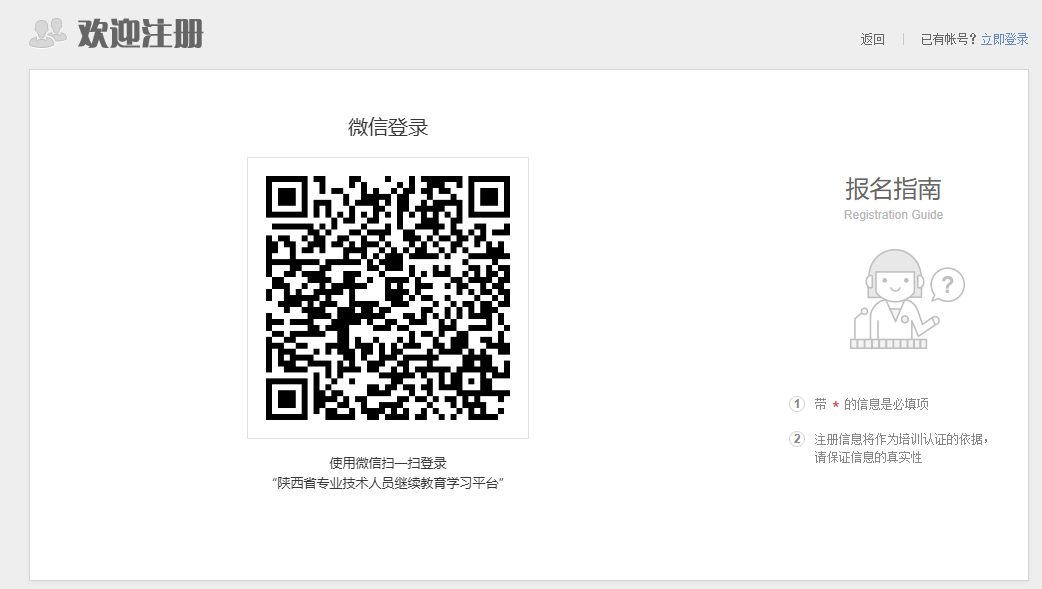 欢迎注册
返回
已有帐号？立即登录
微信登录
使用微信扫一扫登录
“陕西省专业技术人员继续教育学习平台”
报名指南
Registration Guide
?
1 带 * 的信息是必填项
2 注册信息将作为培训认证的依据，
请保证信息的真实性